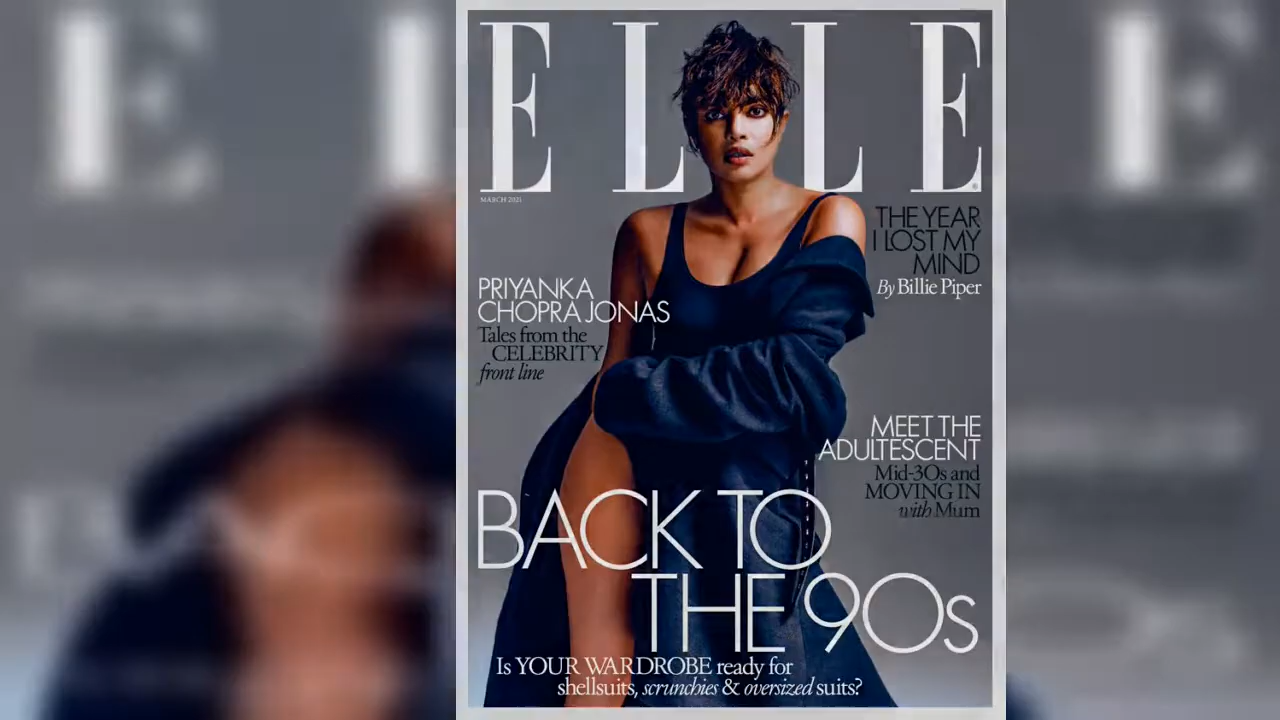 ELLE
MARCH 2021
THE YEAR
I LOST MY
MIND
By Billie Piper
PRIYANKA
CHOPRA JONAS
Tales from the
CELEBRITY
front line
MEET THE
ADULTESCENT
Mid-30s and
MOVING IN
with Mum
BACK TO
THE 90s
Is YOUR WARDROBE ready for
shellsuits, scrunchies & oversized suits?